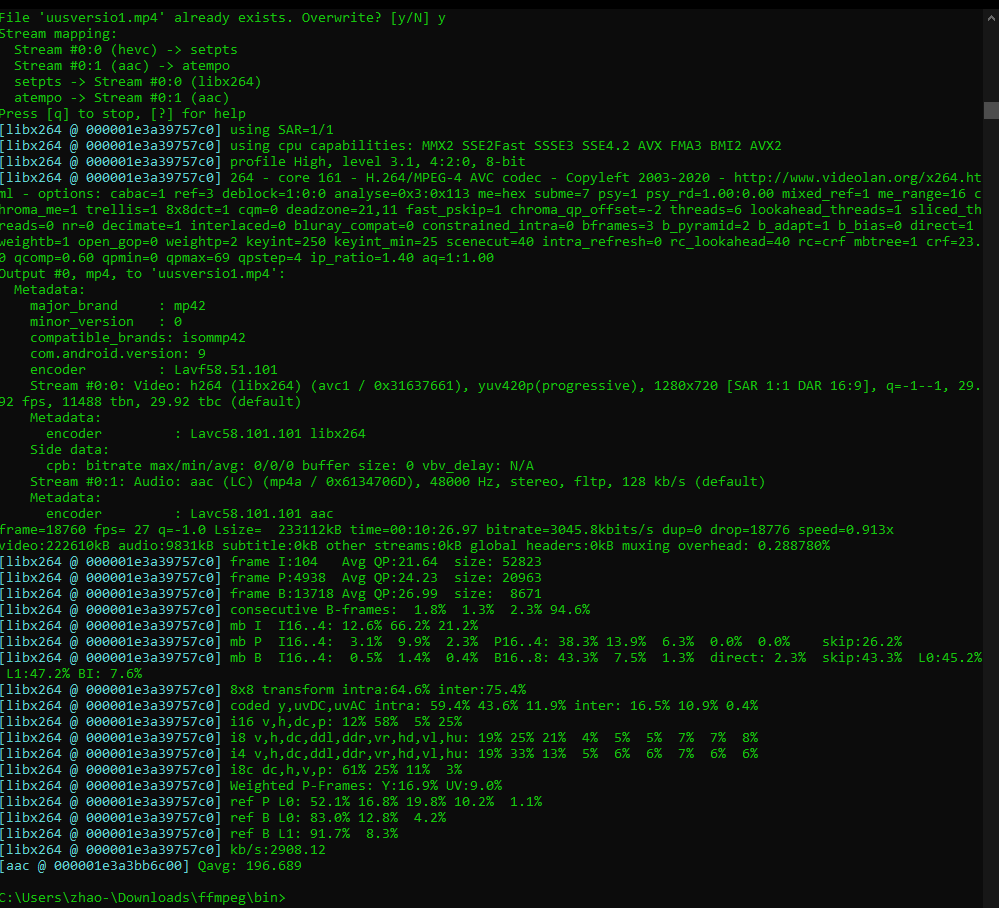 File 'uusversio1.mp4' already exists. Overwrite? [y/N] y
Stream mapping:
  Stream #0:0 (hevc) -> setpts
  Stream #0:1 (aac) -> atempo
  setpts -> Stream #0:0 (libx264)
  atempo -> Stream #0:1 (aac)
Press [q] to stop, [?] for help
[libx264 @ 000001e3a39757c0] using SAR=1/1
[libx264 @ 000001e3a39757c0] using cpu capabilities: MMX2 SSE2Fast SSSE3 SSE4.2 AVX FMA3 BMI2 AVX2
[libx264 @ 000001e3a39757c0] profile High, level 3.1, 4:2:0, 8-bit
[libx264 @ 000001e3a39757c0] 264 - core 161 - H.264/MPEG-4 AVC codec - Copyleft 2003-2020 - http://www.videolan.org/x264.ht
ml - options: cabac=1 ref=3 deblock=1:0:0 analyse=0x3:0x113 me=hex subme=7 psy=1 psy_rd=1.00:0.00 mixed_ref=1 me_range=16 c
hroma_me=1 trellis=1 8x8dct=1 cqm=0 deadzone=21,11 fast_pskip=1 chroma_qp_offset=-2 threads=6 lookahead_threads=1 sliced_th
reads=0 nr=0 decimate=1 interlaced=0 bluray_compat=0 constrained_intra=0 bframes=3 b_pyramid=2 b_adapt=1 b_bias=0 direct=1
weightb=1 open_gop=0 weightp=2 keyint=250 keyint_min=25 scenecut=40 intra_refresh=0 rc_lookahead=40 rc=crf mbtree=1 crf=23.
0 qcomp=0.60 qpmin=0 qpmax=69 qpstep=4 ip_ratio=1.40 aq=1:1.00
Output #0, mp4, to 'uusversio1.mp4':
  Metadata:
    major_brand     : mp42
    minor_version   : 0
    compatible_brands: isommp42
    com.android.version: 9
    encoder         : Lavf58.51.101
    Stream #0:0: Video: h264 (libx264) (avc1 / 0x31637661), yuv420p(progressive), 1280x720 [SAR 1:1 DAR 16:9], q=-1--1, 29.
92 fps, 11488 tbn, 29.92 tbc (default)
    Metadata:
      encoder         : Lavc58.101.101 libx264
    Side data:
      cpb: bitrate max/min/avg: 0/0/0 buffer size: 0 vbv_delay: N/A
    Stream #0:1: Audio: aac (LC) (mp4a / 0x6134706D), 48000 Hz, stereo, fltp, 128 kb/s (default)
    Metadata:
      encoder         : Lavc58.101.101 aac
frame=18760 fps= 27 q=-1.0 Lsize=  233112kB time=00:10:26.97 bitrate=3045.8kbits/s dup=0 drop=18776 speed=0.913x
video:222610kB audio:9831kB subtitle:0kB other streams:0kB global headers:0kB muxing overhead: 0.288780%
[libx264 @ 000001e3a39757c0] frame I:104   Avg QP:21.64  size: 52823
[libx264 @ 000001e3a39757c0] frame P:4938  Avg QP:24.23  size: 20963
[libx264 @ 000001e3a39757c0] frame B:13718 Avg QP:26.99  size:  8671
[libx264 @ 000001e3a39757c0] consecutive B-frames:  1.8%  1.3%  2.3% 94.6%
[libx264 @ 000001e3a39757c0] mb I  I16..4: 12.6% 66.2% 21.2%
[libx264 @ 000001e3a39757c0] mb P  I16..4:  3.1%  9.9%  2.3%  P16..4: 38.3% 13.9%  6.3%  0.0%  0.0%    skip:26.2%
[libx264 @ 000001e3a39757c0] mb B  I16..4:  0.5%  1.4%  0.4%  B16..8: 43.3%  7.5%  1.3%  direct: 2.3%  skip:43.3%  L0:45.2%
 L1:47.2% BI: 7.6%
[libx264 @ 000001e3a39757c0] 8x8 transform intra:64.6% inter:75.4%
[libx264 @ 000001e3a39757c0] coded y,uvDC,uvAC intra: 59.4% 43.6% 11.9% inter: 16.5% 10.9% 0.4%
[libx264 @ 000001e3a39757c0] i16 v,h,dc,p: 12% 58%  5% 25%
[libx264 @ 000001e3a39757c0] i8 v,h,dc,ddl,ddr,vr,hd,vl,hu: 19% 25% 21%  4%  5%  5%  7%  7%  8%
[libx264 @ 000001e3a39757c0] i4 v,h,dc,ddl,ddr,vr,hd,vl,hu: 19% 33% 13%  5%  6%  6%  7%  6%  6%
[libx264 @ 000001e3a39757c0] i8c dc,h,v,p: 61% 25% 11%  3%
[libx264 @ 000001e3a39757c0] Weighted P-Frames: Y:16.9% UV:9.0%
[libx264 @ 000001e3a39757c0] ref P L0: 52.1% 16.8% 19.8% 10.2%  1.1%
[libx264 @ 000001e3a39757c0] ref B L0: 83.0% 12.8%  4.2%
[libx264 @ 000001e3a39757c0] ref B L1: 91.7%  8.3%
[libx264 @ 000001e3a39757c0] kb/s:2908.12
[aac @ 000001e3a3bb6c00] Qavg: 196.689
C:\Users\zhao-\Downloads\ffmpeg\bin>